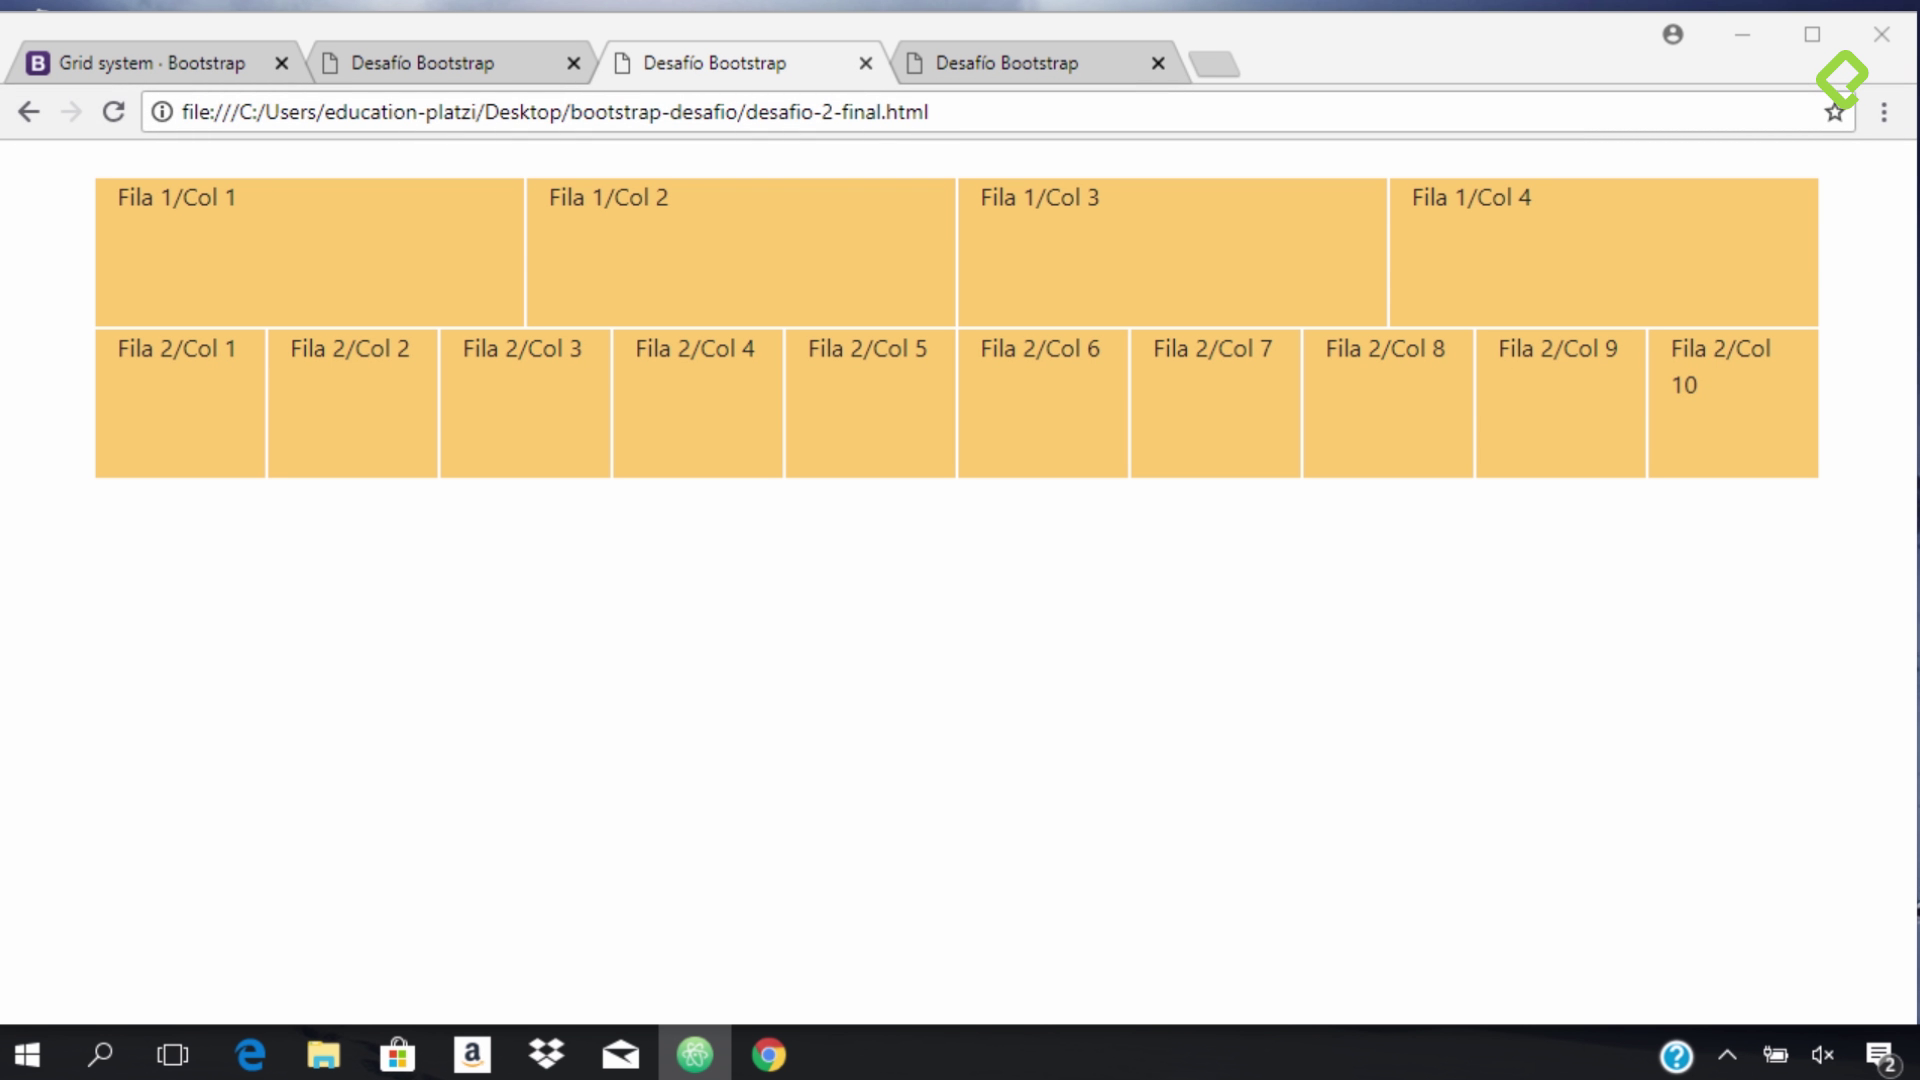 Grid system · Bootstrap
Desafío Bootstrap
Desafío Bootstrap
Desafío Bootstrap
file:///C:/Users/education-platzi/Desktop/bootstrap-desafio/desafio-2-final.html
Fila 1/Col 1
Fila 1/Col 2
Fila 1/Col 3
Fila 1/Col 4
Fila 2/Col 1
Fila 2/Col 2
Fila 2/Col 3
Fila 2/Col 4
Fila 2/Col 5
Fila 2/Col 6
Fila 2/Col 7
Fila 2/Col 8
Fila 2/Col 9
Fila 2/Col
10
2